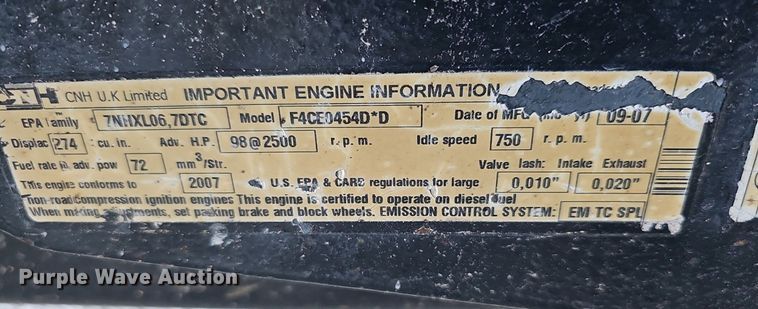 CNH CNH U.K Limited IMPORTANT ENGINE INFORMATION
EPA family 7NHXL06,7DTC Model F4CE0454D*D Date of MFG 09-07
Displac 274 cu. in. Adv. H.P. 98@2500 r. p. m. Idle speed 750 r. p. m.
Fuel rate @ adv. pow 72 mm3/Str. Valve lash: Intake Exhaust
This engine conforms to 2007 U.S. EPA & CARB regulations for large 0,010" 0,020"
non-road compression ignition engines This engine is certified to operate on diesel fuel
When making adjustments, set parking brake and block wheels. EMISSION CONTROL SYSTEM: EM TC SPL
Purple Wave Auction